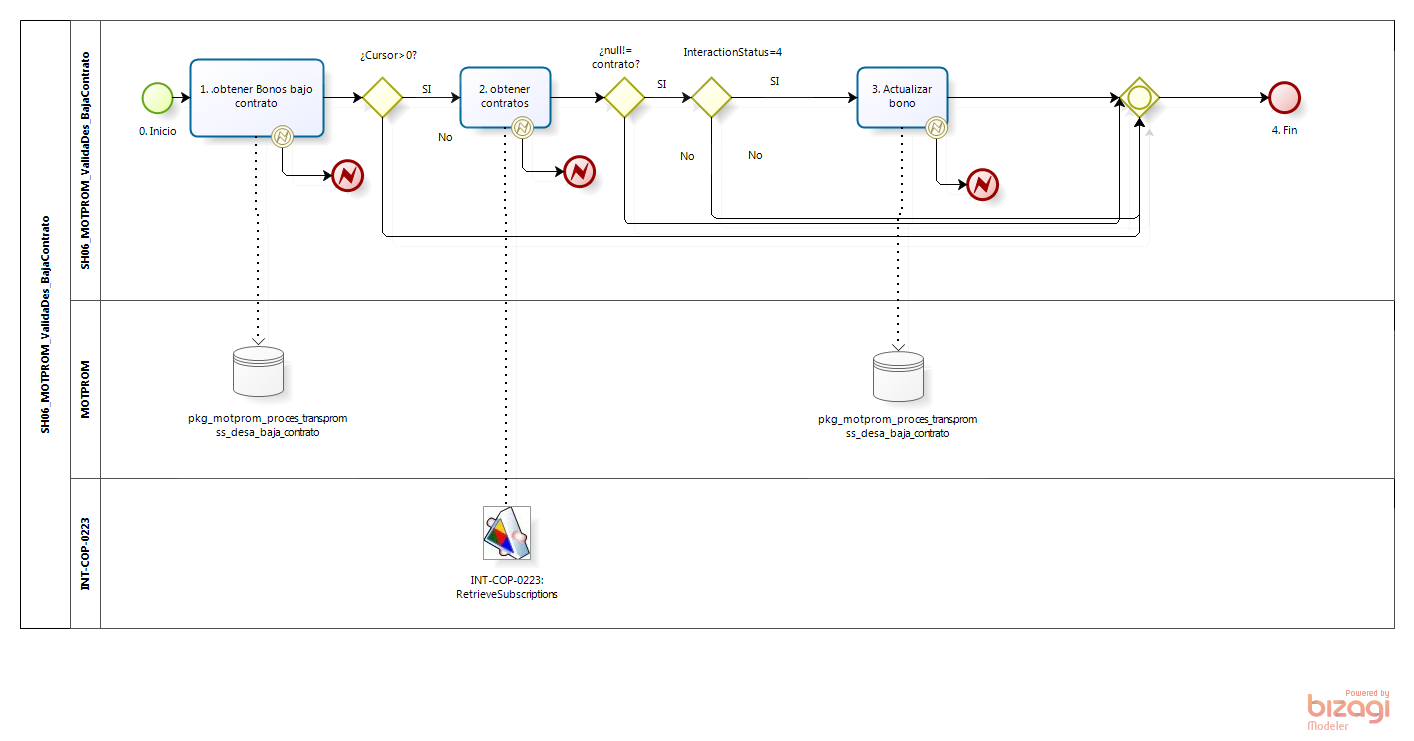 SH06_MOTPROM_ValidaDes_BajaContrato
SH06_MOTPROM_ValidaDes_BajaContrato
¿Cursor>0?
¿null!=
contrato?
InteractionStatus=4
1. .obtener Bonos bajo
contrato
SI
2. obtener
contratos
SI
SI
3. Actualizar
bono
0. Inicio
No
No
No
4. Fin
MOTPROM
pkg_motprom_proces_transprom
ss_desa_baja_contrato
pkg_motprom_proces_transprom
ss_desa_baja_contrato
INT-COP-0223
INT-COP-0223:
RetrieveSubscriptions
Powered by
bizagi
Modeler